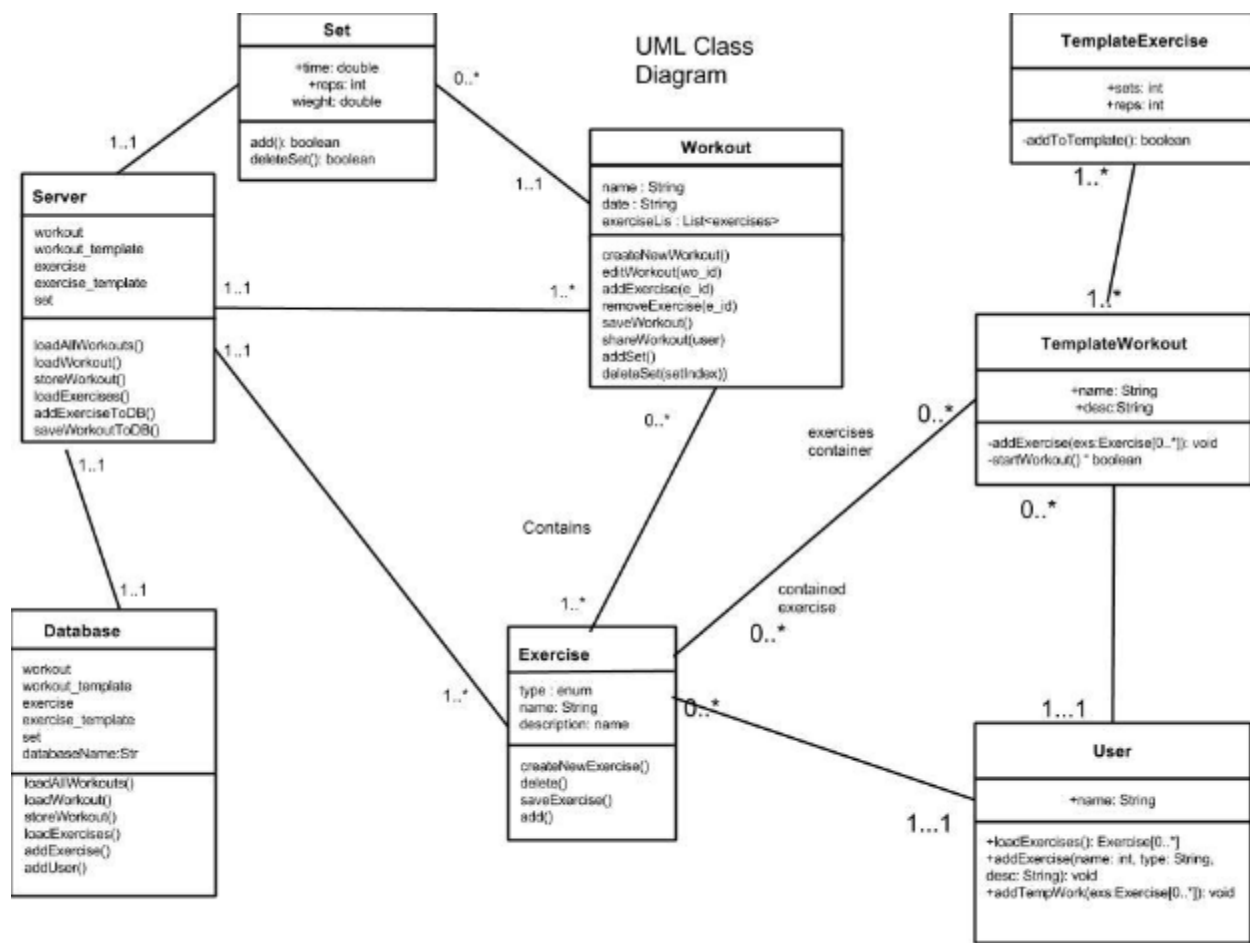 Set
+time: double
+reps: int
wieght: double
add(): boolean
deleteSet(): boolean
UML Class
Diagram
TemplateExercise
+sets: int
+reps: int
-addToTemplate(): boolean
0..*
1..1
1..1
1..*
Workout
name : String
date : String
exerciseLis : List<exercises>
createNewWorkout()
editWorkout(wo_id)
addExercise(e_id)
removeExercise(e_id)
saveWorkout()
shareWorkout(user)
addSet()
deleteSet(setIndex))
Server
workout
workout_template
exercise
exercise_template
set
loadAllWorkouts()
loadWorkout()
storeWorkout()
loadExercises()
addExerciseToDB()
saveWorkoutToDB()
1..1
1..*
1..1
1..*
TemplateWorkout
+name: String
+desc:String
-addExercise(exs:Exercise[0..*]): void
-startWorkout() * boolean
0..*
exercises
container
0..*
1..1
0..*
Contains
1..1
1..*
contained
exercise
0..*
Database
workout
workout_template
exercise
exercise_template
set
databaseName:Str
loadAllWorkouts()
loadWorkout()
storeWorkout()
loadExercises()
addExercise()
addUser()
1..*
Exercise
type : enum
name: String
description: name
createNewExercise()
delete()
saveExercise()
add()
0..*
1...1
1...1
User
+name: String
+loadExercises(): Exercise[0..*]
+addExercise(name: int, type: String,
desc: String): void
+addTempWork(exs:Exercise[0..*]): void